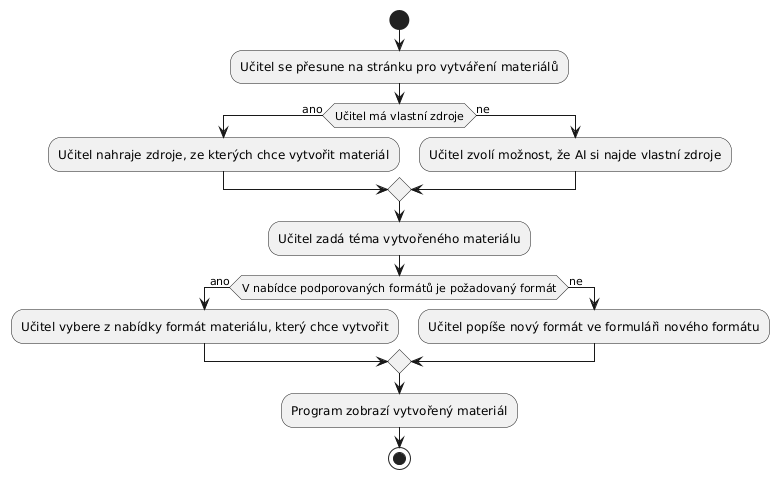 Učitel se přesune na stránku pro vytváření materiálů
ano
Učitel má vlastní zdroje
ne
Učitel nahraje zdroje, ze kterých chce vytvořit materiál
Učitel zvolí možnost, že AI si najde vlastní zdroje
Učitel zadá téma vytvořeného materiálu
ano
V nabídce podporovaných formátů je požadovaný formát
ne
Učitel vybere z nabídky formát materiálu, který chce vytvořit
Učitel popíše nový formát ve formuláři nového formátu
Program zobrazí vytvořený materiál